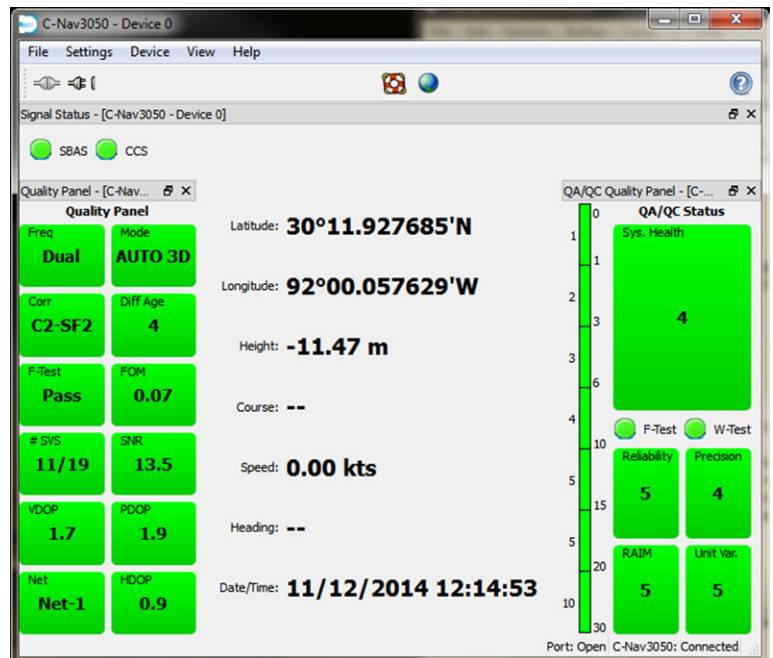 C-Nav3050 - Device 0
File Settings Device View Help
Signal Status - [C-Nav3050 - Device 0]
SBAS CCS
Quality Panel - [C-Nav...
Quality Panel
Freq
Dual
Mode
AUTO 3D
Corr
C2-SF2
Diff Age
4
F-Test
Pass
FOM
0.07
# SVS
11/19
SNR
13.5
VDOP
1.7
PDOP
1.9
Net
Net-1
HDOP
0.9
Latitude: 30°11.927685'N
Longitude: 92°00.057629'W
Height: -11.47 m
Course: --
Speed: 0.00 kts
Heading: --
Date/Time: 11/12/2014 12:14:53
QA/QC Quality Panel - [C-...
0
1
1
2
3
3
6
4
10
5
15
5
20
10
30
QA/QC Status
Sys. Health
4
F-Test W-Test
Reliability
5
Precision
4
RAIM
5
Unit Var.
5
Port: Open C-Nav3050: Connected